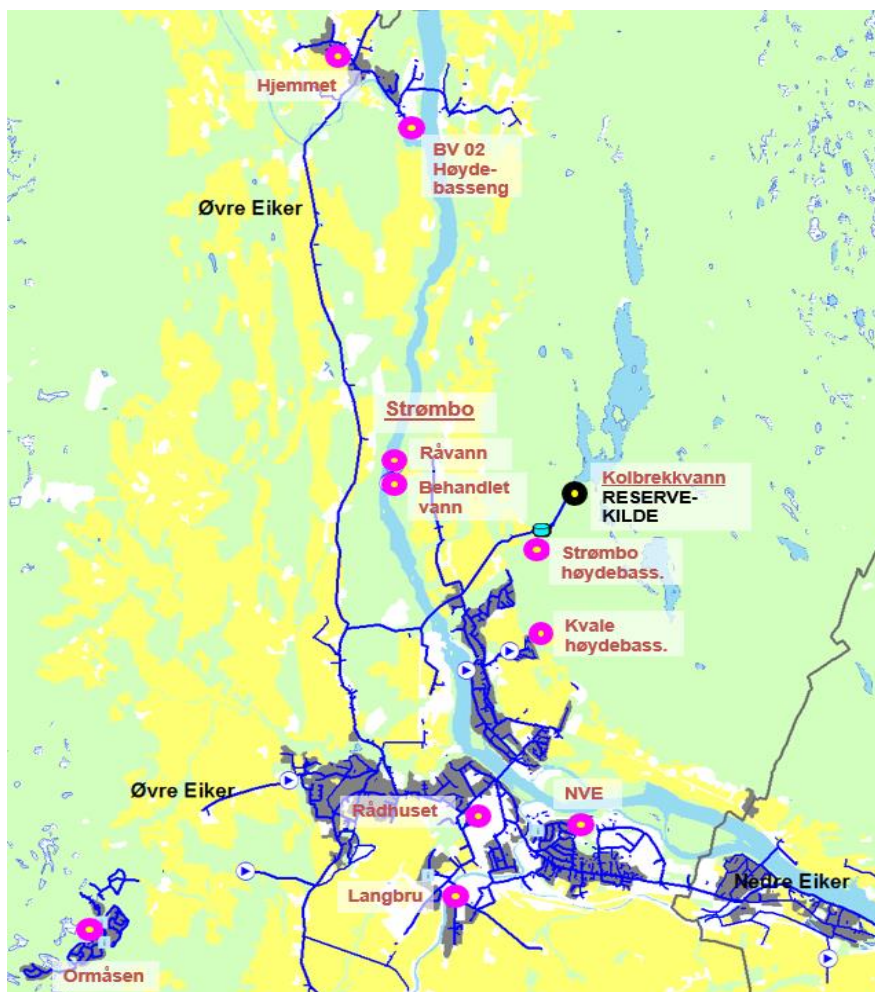 Hjemmet
BV 02
Høyde-
basseng
Øvre Eiker
Strømbo
Råvann
Behandlet
vann
Kolbrekkvann
RESERVE-
KILDE
Strømbo
høydebass.
Kvale
høydebass.
Øvre Eiker
NVE
Rådhuset
Nedre Eiker
Langbru
Ormåsen